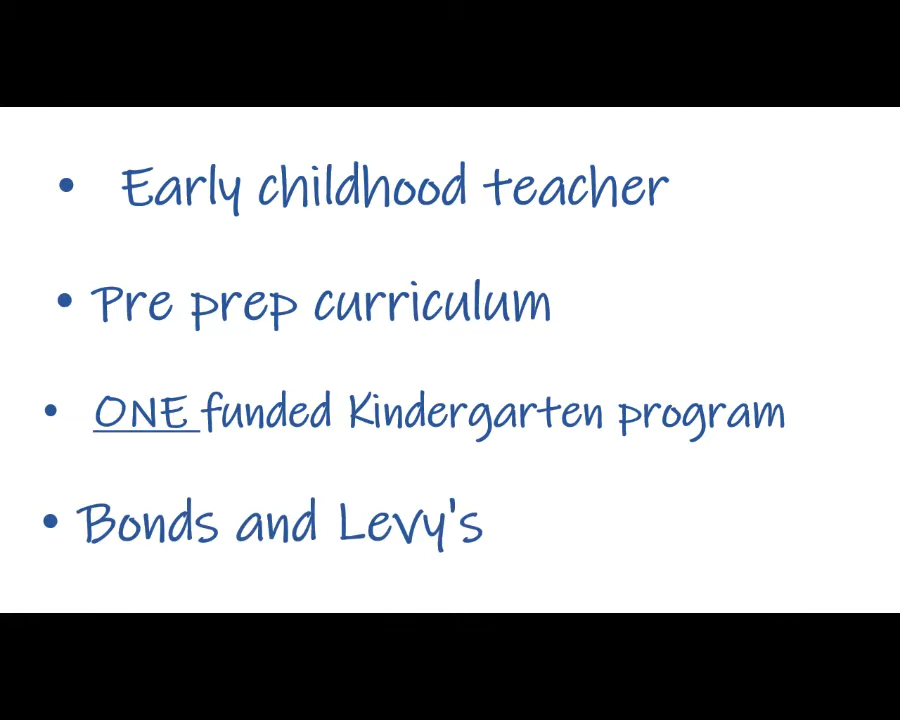 • Early childhood teacher
• Pre prep curriculum
• ONE funded Kindergarten program
• Bonds and Levy's